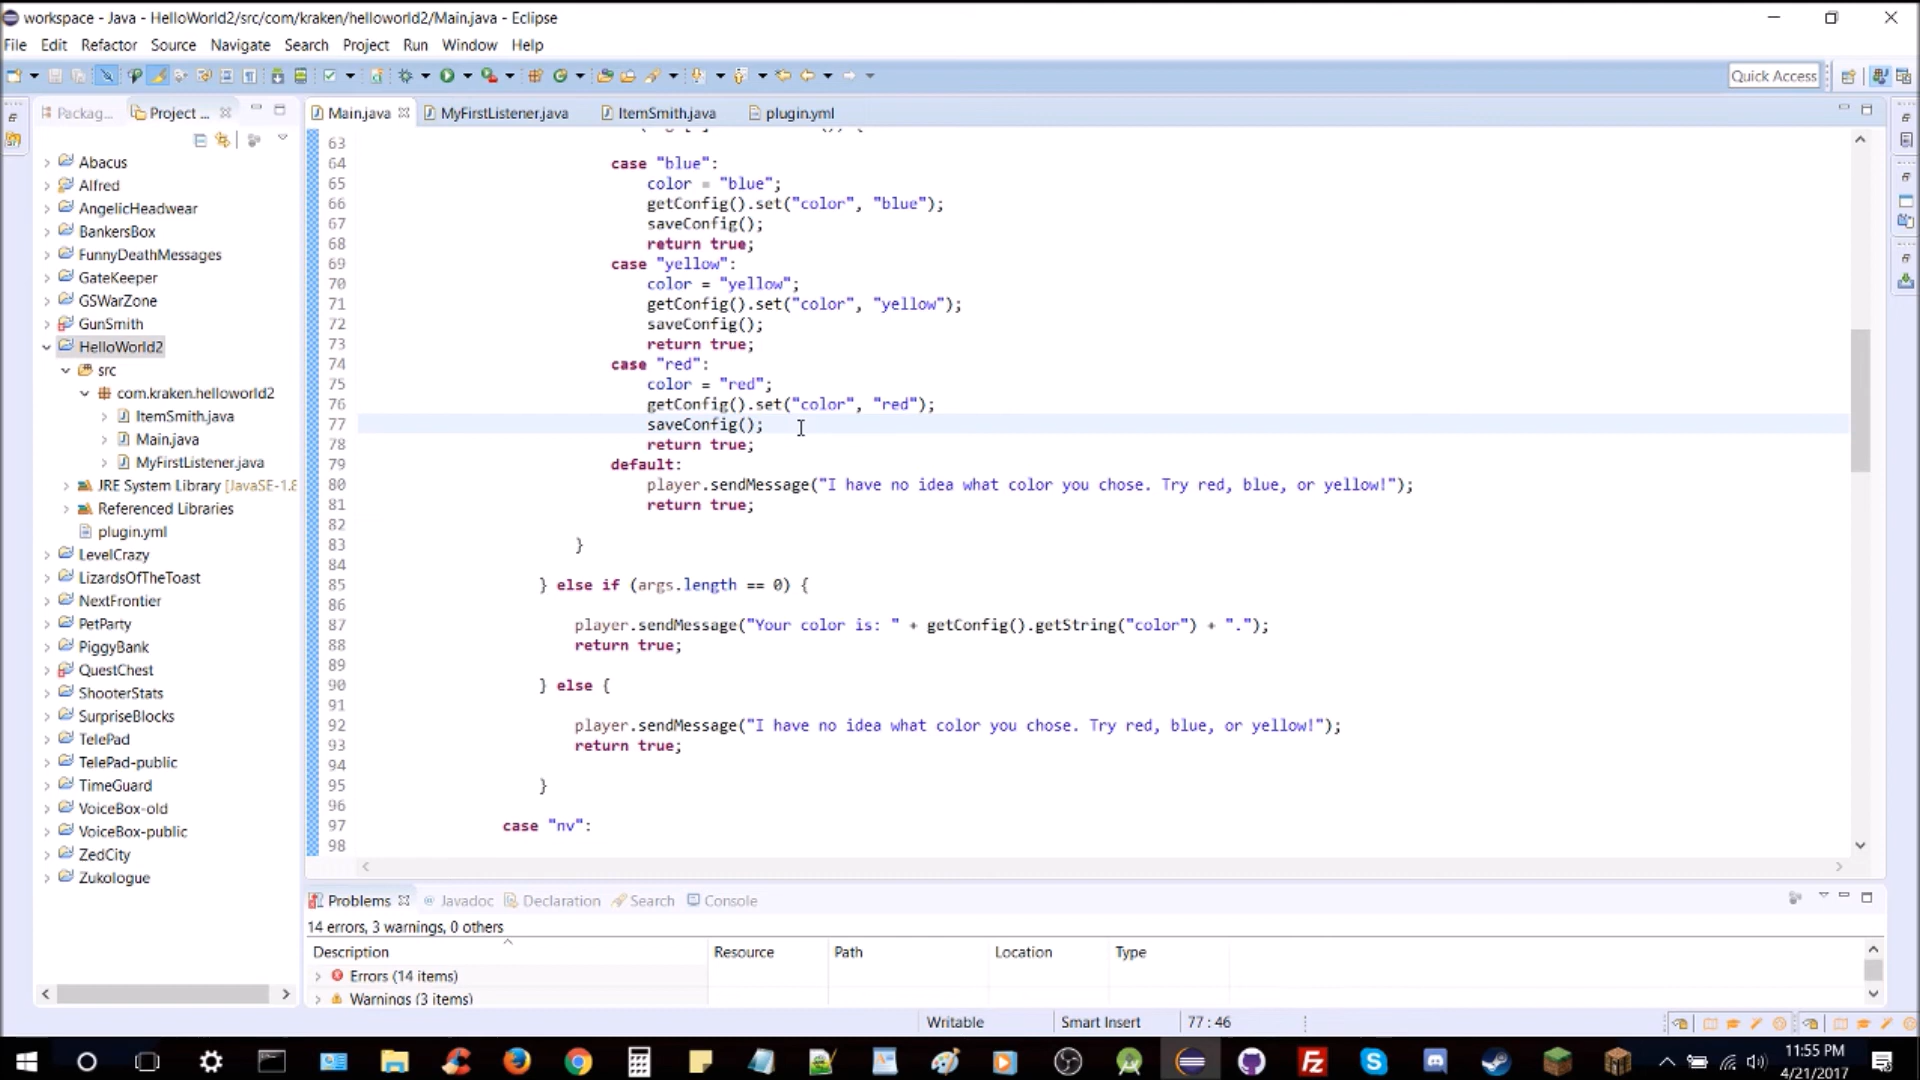 workspace - Java - HelloWorld2/src/com/kraken/helloworld2/Main.java - Eclipse
File Edit Refactor Source Navigate Search Project Run Window Help
Quick Access
Packag... Project ...
Main.java MyFirstListener.java ItemSmith.java plugin.yml
Abacus
Alfred
AngelicHeadwear
BankersBox
FunnyDeathMessages
GateKeeper
GSWarZone
GunSmith
HelloWorld2
src
com.kraken.helloworld2
ItemSmith.java
Main.java
MyFirstListener.java
JRE System Library [JavaSE-1.8
Referenced Libraries
plugin.yml
LevelCrazy
LizardsOfTheToast
NextFrontier
PetParty
PiggyBank
QuestChest
ShooterStats
SurpriseBlocks
TelePad
TelePad-public
TimeGuard
VoiceBox-old
VoiceBox-public
ZedCity
Zukologue
63
64 case "blue":
65 color = "blue";
66 getConfig().set("color", "blue");
67 saveConfig();
68 return true;
69 case "yellow":
70 color = "yellow";
71 getConfig().set("color", "yellow");
72 saveConfig();
73 return true;
74 case "red":
75 color = "red";
76 getConfig().set("color", "red");
77 saveConfig();
78 return true;
79 default:
80 player.sendMessage("I have no idea what color you chose. Try red, blue, or yellow!");
81 return true;
82
83 }
84
85 } else if (args.length == 0) {
86
87 player.sendMessage("Your color is: " + getConfig().getString("color") + ".");
88 return true;
89
90 } else {
91
92 player.sendMessage("I have no idea what color you chose. Try red, blue, or yellow!");
93 return true;
94
95 }
96
97 case "nv":
98
Problems Javadoc Declaration Search Console
14 errors, 3 warnings, 0 others
Description Resource Path Location Type
Errors (14 items)
Warnings (3 items)
Writable Smart Insert 77 : 46
11:55 PM
4/21/2017